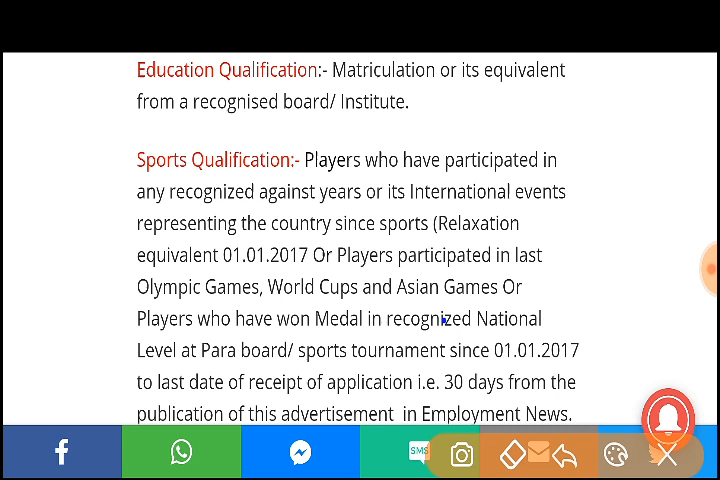 Education Qualification:- Matriculation or its equivalent
from a recognised board/ Institute.
Sports Qualification:- Players who have participated in
any recognized against years or its International events
representing the country since sports (Relaxation
equivalent 01.01.2017 Or Players participated in last
Olympic Games, World Cups and Asian Games Or
Players who have won Medal in recognized National
Level at Para board/ sports tournament since 01.01.2017
to last date of receipt of application i.e. 30 days from the
publication of this advertisement in Employment News.
SMS